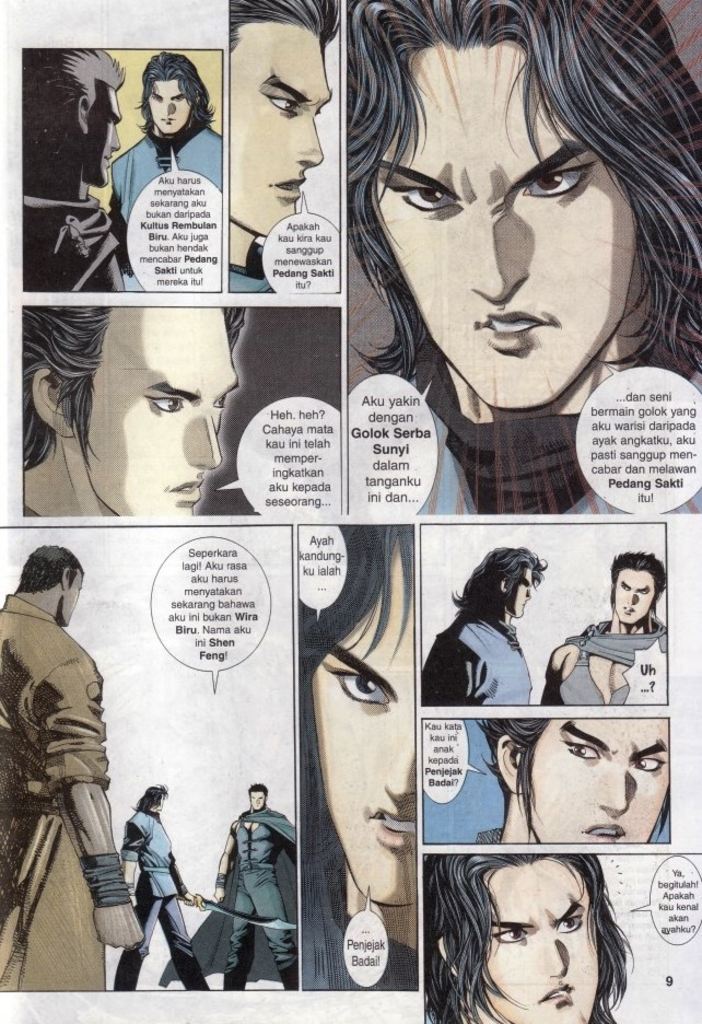 Aku harus
menyatakan
sekarang aku
bukan daripada
Kultus Rembulan
Biru. Aku juga
bukan hendak
mencabar Pedang
Sakti untuk
mereka itu!
Apakah
kau kira kau
sanggup
menewaskan
Pedang Sakti
itu?
Aku yakin
dengan
Golok Serba
Sunyi
dalam
tanganku
ini dan...
...dan seni
bermain golok yang
aku warisi daripada
ayah angkatku, aku
pasti sanggup men-
cabar dan melawan
Pedang Sakti
itu!
Heh. heh?
Cahaya mata
kau ini telah
memper-
ingkatkan
aku kepada
seseorang...
Seperkara
lagi! Aku rasa
aku harus
menyatakan
sekarang bahawa
aku ini bukan Wira
Biru. Nama aku
ini Shen
Feng!
Ayah
kandung-
ku ialah
...
...
Penjejak
Badai!
Uh
...?
Kau kata
kau ini
anak
kepada
Penjejak
Badai?
Ya,
begitulah!
Apakah
kau kenal
akan
ayahku?
9